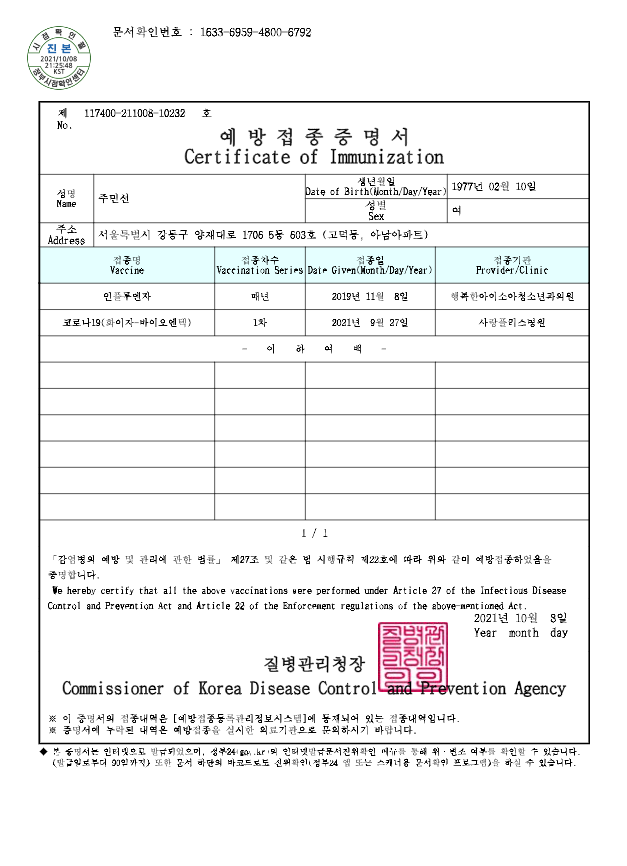 문서확인번호 : 1633-6959-4800-6792
시 점 확 인 필
진 본
2021/10/08
21:25:48
KST
정부시점확인센터
제 117400-211008-10232 호
No.
예 방 접 종 증 명 서
Certificate of Immunization
성명
Name
주민선
생년월일
Date of Birth(Month/Day/Year)
1977년 02월 10일
성별
Sex
여
주소
Address
서울특별시 강동구 양재대로 1706 5동 603호 (고덕동, 아남아파트)
접종명 접종차수 접종일 접종기관
Vaccine Vaccination Series Date Given(Month/Day/Year) Provider/Clinic
인플루엔자 매년 2019년 11월 8일 행복한아이소아청소년과의원
코로나19(화이자-바이오엔텍) 1차 2021년 9월 27일 사랑플러스병원
- 이 하 여 백 -
1 / 1
「감염병의 예방 및 관리에 관한 법률」 제27조 및 같은 법 시행규칙 제22호에 따라 위와 같이 예방접종하였음을
증명합니다.
We hereby certify that all the above vaccinations were performed under Article 27 of the Infectious Disease
Control and Prevention Act and Article 22 of the Enforcement regulations of the above-mentioned Act.
2021년 10월 8일
Year month day
질병관리청장
Commissioner of Korea Disease Control and Prevention Agency
※ 이 증명서의 접종내역은 [예방접종등록관리정보시스템]에 등재되어 있는 접종내역입니다.
※ 증명서에 누락된 내역은 예방접종을 실시한 의료기관으로 문의하시기 바랍니다.
◆ 본 증명서는 인터넷으로 발급되었으며, 정부24(gov.kr)의 인터넷발급문서진위확인 메뉴를 통해 위·변조 여부를 확인할 수 있습니다.
(발급일로부터 90일까지) 또한 문서 하단의 바코드로도 진위확인(정부24 앱 또는 스캐너용 문서확인 프로그램)을 하실 수 있습니다.